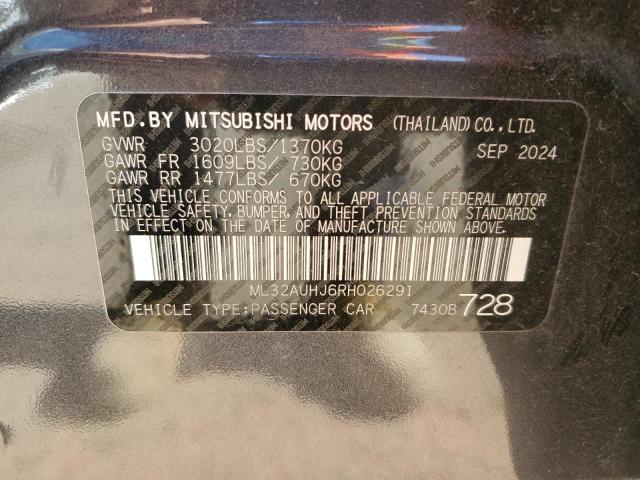 MFD.BY MITSUBISHI MOTORS (THAILAND) CO.,LTD.
GVWR 3020LBS/1370KG SEP 2024
GAWR FR 1609LBS/ 730KG
GAWR RR 1477LBS/ 670KG
THIS VEHICLE CONFORMS TO ALL APPLICABLE FEDERAL MOTOR
VEHICLE SAFETY, BUMPER, AND THEFT PREVENTION STANDARDS
IN EFFECT ON THE DATE OF MANUFACTURE SHOWN ABOVE.
ML32AUHJ6RH026291
VEHICLE TYPE:PASSENGER CAR 7430B 728